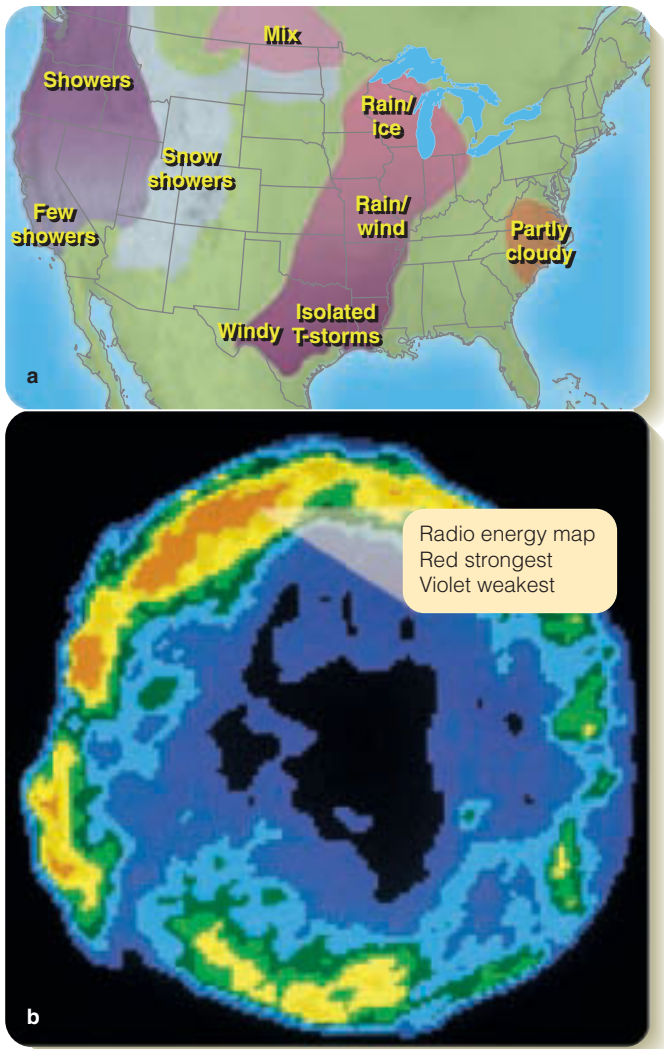 Mix
Showers
Rain/
ice
Snow
showers
Rain/
wind
Few
showers
Partly
cloudy
Isolated
Windy T-storms
a
Radio energy map
Red strongest
Violet weakest
b